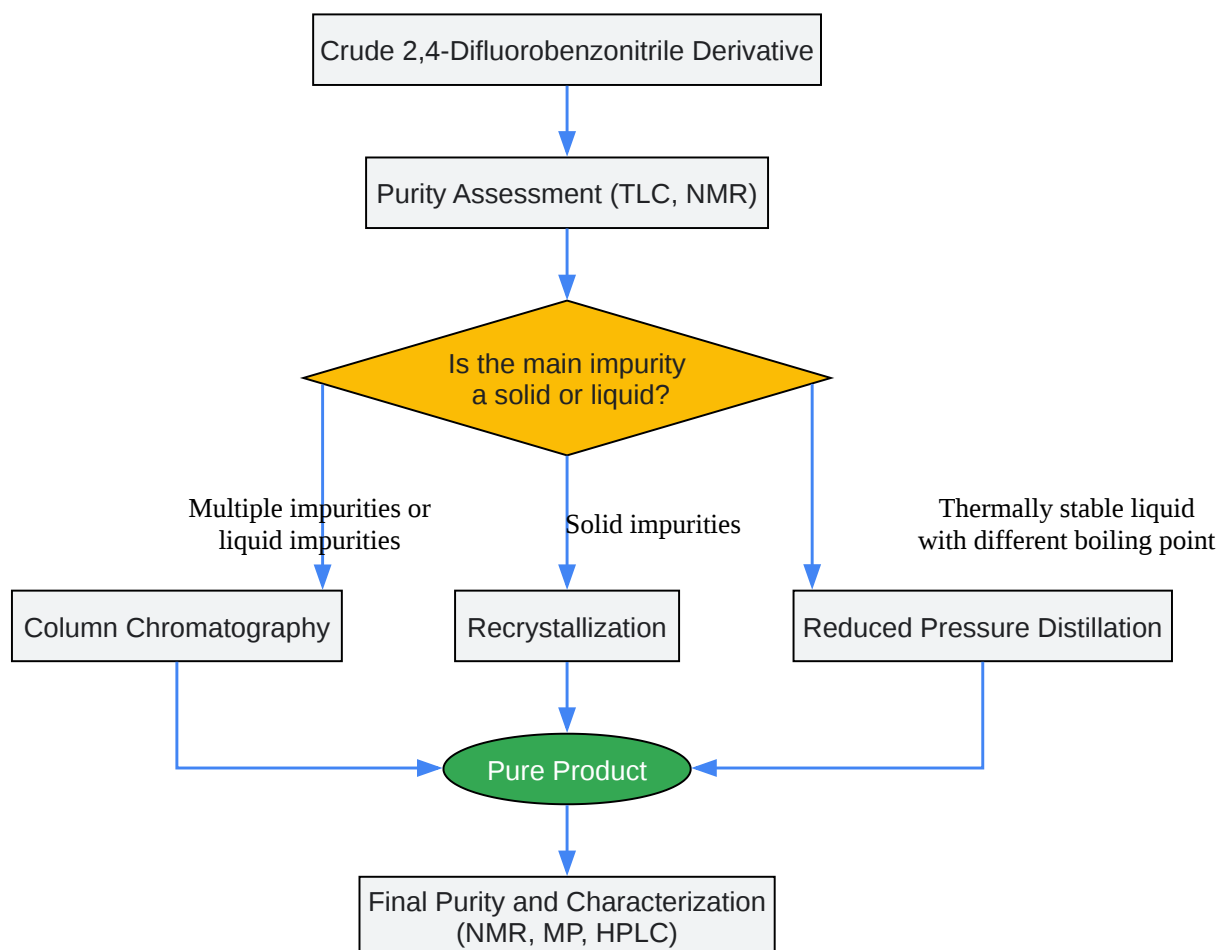 Crude 2,4-Difluorobenzonitrile Derivative
Purity Assessment (TLC, NMR)
Is the main impurity
a solid or liquid?
Multiple impurities or
liquid impurities
Solid impurities
Thermally stable liquid
with different boiling point
Column Chromatography
Recrystallization
Reduced Pressure Distillation
Pure Product
Final Purity and Characterization
(NMR, MP, HPLC)